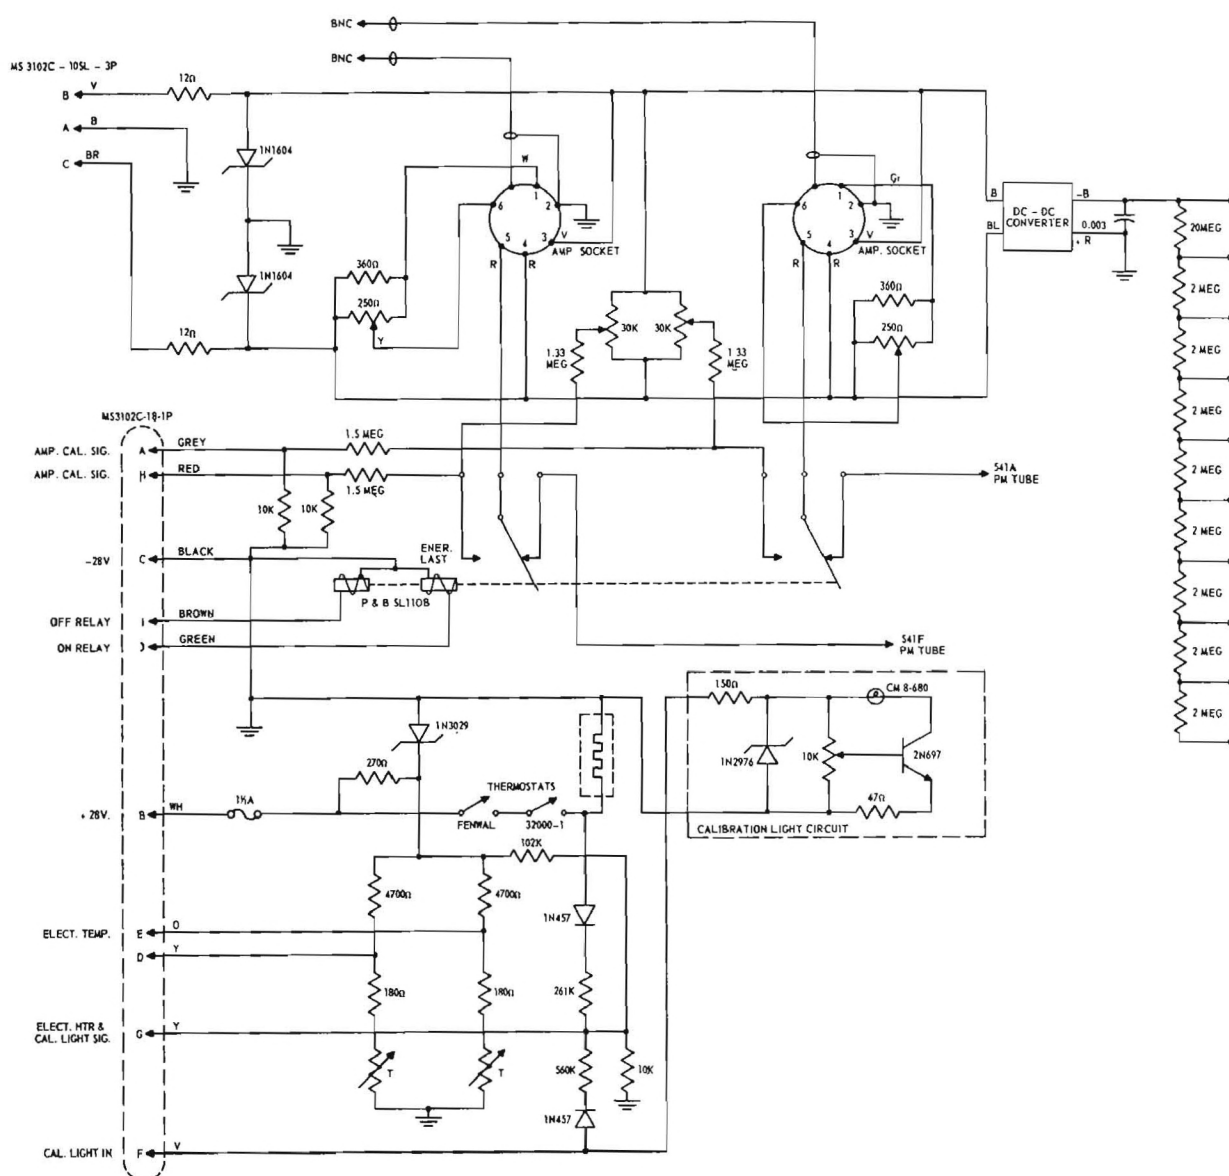 BNC
BNC
MS 3102C - 10SL - 3P
B V 12Ω
A B
C BR
1N1604
1N1604
12Ω
W
6 1 2 3 4 5
V
AMP SOCKET
R R
360Ω
250Ω
Y
30K 30K
1.33 MEG
1.33 MEG
Gr
6 1 2 3 4 5
V
AMP. SOCKET
R R
360Ω
250Ω
B
BL
DC - DC CONVERTER
-B
0.003
+ R
20MEG
2 MEG
2 MEG
2 MEG
2 MEG
2 MEG
2 MEG
2 MEG
2 MEG
MS3102C-18-1P
AMP. CAL. SIG. A GREY
1.5 MEG
AMP. CAL. SIG. H RED
1.5 MEG
10K 10K
541A PM TUBE
-28V C BLACK
ENER. LAST
P & B SL110B
OFF RELAY I BROWN
ON RELAY J GREEN
541F PM TUBE
150Ω
CM 8-680
1N2976
10K
2N697
47Ω
CALIBRATION LIGHT CIRCUIT
1N3029
270Ω
+ 28V. B WH 1½A
THERMOSTATS
FENWAL 32000-1
102K
4700Ω 4700Ω
1N457
ELECT. TEMP. E O
D Y
180Ω 180Ω
261K
ELECT. HTR & CAL. LIGHT SIG. G Y
T T
560K
10K
1N457
CAL. LIGHT IN F V